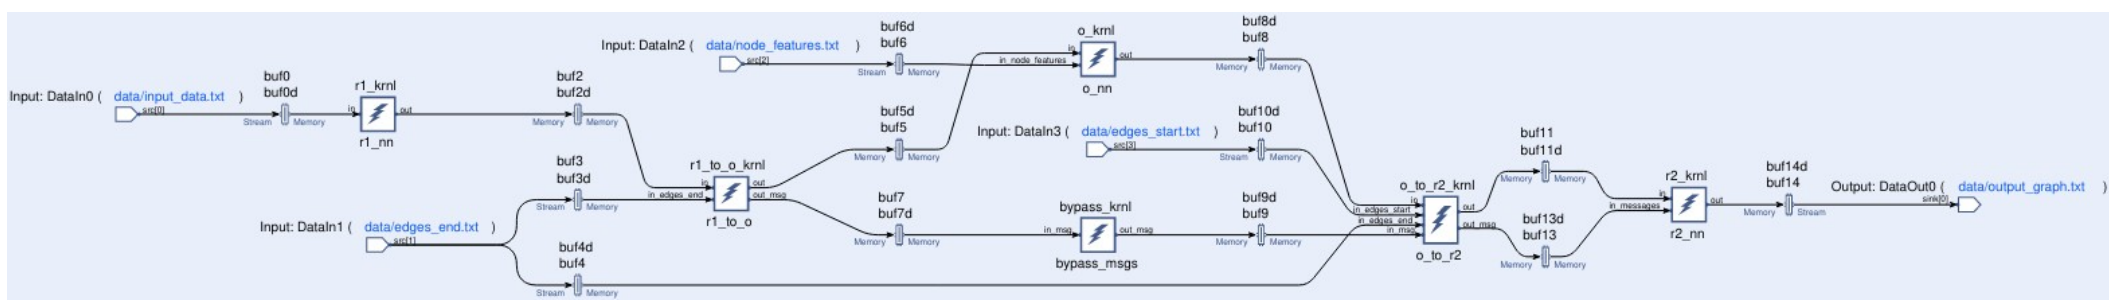 Input: DataIn0 ( data/input_data.txt )
src[0]
buf0
buf0d
Stream Memory
r1_krnl
in out
r1_nn
buf2
buf2d
Memory Memory
Input: DataIn1 ( data/edges_end.txt )
src[1]
buf3
buf3d
Stream Memory
buf4d
buf4
Stream Memory
r1_to_o_krnl
in out
in_edges_end out_msg
r1_to_o
Input: DataIn2 ( data/node_features.txt )
src[2]
buf6d
buf6
Stream Memory
buf5d
buf5
Memory Memory
buf7
buf7d
Memory Memory
o_krnl
in out
in_node_features
o_nn
Input: DataIn3 ( data/edges_start.txt )
src[3]
bypass_krnl
in_msg out_msg
bypass_msgs
buf8d
buf8
Memory Memory
buf10d
buf10
Stream Memory
buf9d
buf9
Memory Memory
o_to_r2_krnl
in
in_edges_start out
in_edges_end
in_msg out_msg
o_to_r2
buf11
buf11d
Memory Memory
buf13d
buf13
Memory Memory
r2_krnl
in out
in_messages
r2_nn
buf14d
buf14
Memory Stream
Output: DataOut0 ( data/output_graph.txt )
sink[0]